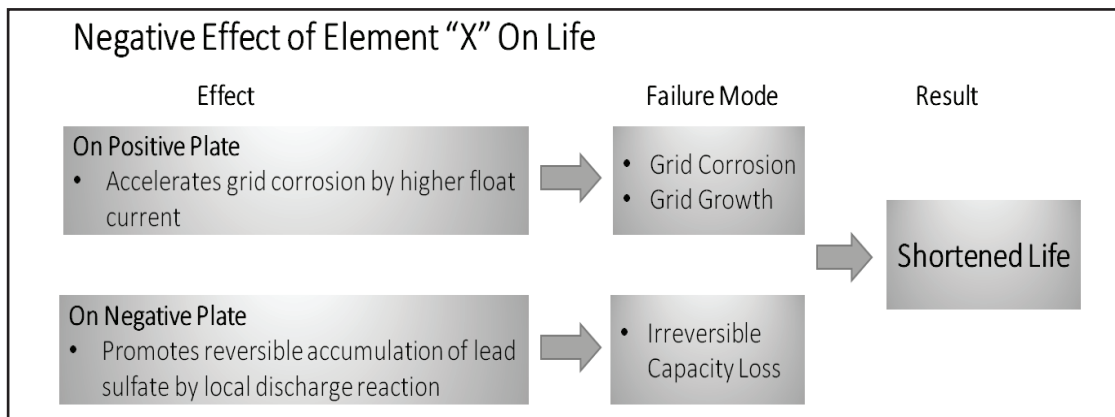 Negative Effect of Element “X” On Life
Effect
Failure Mode
Result
On Positive Plate
• Accelerates grid corrosion by higher float
current
• Grid Corrosion
• Grid Growth
Shortened Life
On Negative Plate
• Promotes reversible accumulation of lead
sulfate by local discharge reaction
• Irreversible
Capacity Loss